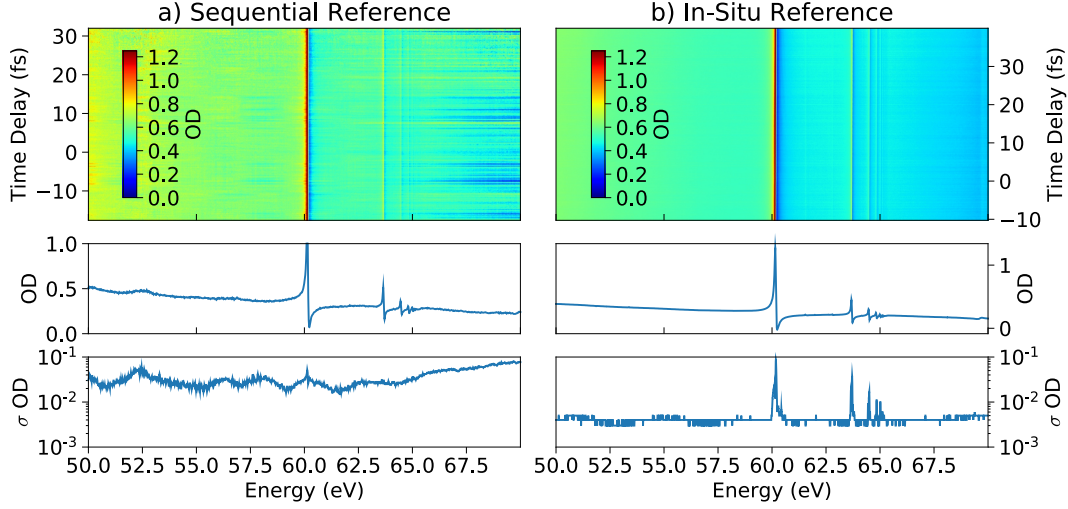 a) Sequential Reference
b) In-Situ Reference
Time Delay (fs)
30
20
10
0
−10
1.2
1.0
0.8
0.6
0.4
0.2
0.0
OD
1.2
1.0
0.8
0.6
0.4
0.2
0.0
OD
30
20
10
0
−10
Time Delay (fs)
OD
1.0
0.5
0.0
1
0
OD
σ OD
10-1
10-2
10-3
10-1
10-2
10-3
σ OD
50.0 52.5 55.0 57.5 60.0 62.5 65.0 67.5
50.0 52.5 55.0 57.5 60.0 62.5 65.0 67.5
Energy (eV)
Energy (eV)